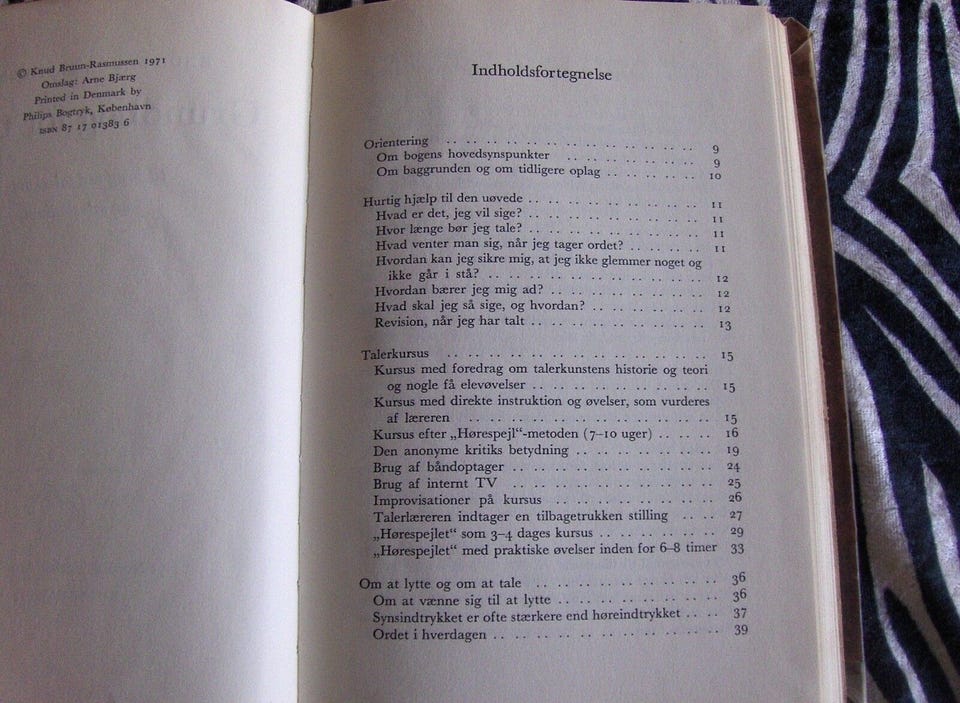 © Knud Bruun-Rasmussen 1971
Omslag: Arne Bjærg
Printed in Denmark by
Philips Bogtryk, København
ISBN 87 17 01383 6
Indholdsfortegnelse
Orientering .. .. .. .. .. .. .. .. .. .. .. .. 9
Om bogens hovedsynspunkter .. .. .. .. .. .. .. 9
Om baggrunden og om tidligere oplag .. .. .. .. .. 10
Hurtig hjælp til den uøvede .. .. .. .. .. .. .. .. 11
Hvad er det, jeg vil sige? .. .. .. .. .. .. .. .. 11
Hvor længe bør jeg tale? .. .. .. .. .. .. .. .. 11
Hvad venter man sig, når jeg tager ordet? .. .. .. .. 11
Hvordan kan jeg sikre mig, at jeg ikke glemmer noget og
ikke går i stå? .. .. .. .. .. .. .. .. .. .. 12
Hvordan bærer jeg mig ad? .. .. .. .. .. .. .. .. 12
Hvad skal jeg så sige, og hvordan? .. .. .. .. .. .. 12
Revision, når jeg har talt .. .. .. .. .. .. .. .. 13
Talerkursus .. .. .. .. .. .. .. .. .. .. .. .. .. 15
Kursus med foredrag om talerkunstens historie og teori
og nogle få elevøvelser .. .. .. .. .. .. .. .. .. 15
Kursus med direkte instruktion og øvelser, som vurderes
af læreren .. .. .. .. .. .. .. .. .. .. .. .. 15
Kursus efter „Hørespejl“-metoden (7–10 uger) .. .. .. 16
Den anonyme kritiks betydning .. .. .. .. .. .. .. 19
Brug af båndoptager .. .. .. .. .. .. .. .. .. .. 24
Brug af internt TV .. .. .. .. .. .. .. .. .. .. 25
Improvisationer på kursus .. .. .. .. .. .. .. .. 26
Talerlæreren indtager en tilbagetrukken stilling .. .. 27
„Hørespejlet“ som 3–4 dages kursus .. .. .. .. .. .. 29
„Hørespejlet“ med praktiske øvelser inden for 6–8 timer 33
Om at lytte og om at tale .. .. .. .. .. .. .. .. .. 36
Om at vænne sig til at lytte .. .. .. .. .. .. .. .. 36
Synsindtrykket er ofte stærkere end høreindtrykket .. .. 37
Ordet i hverdagen .. .. .. .. .. .. .. .. .. .. .. 39